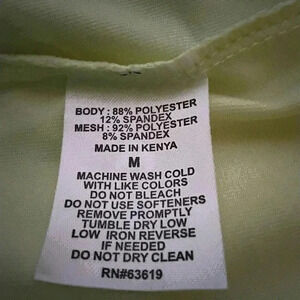 BODY : 88% POLYESTER
12% SPANDEX
MESH : 92% POLYESTER
8% SPANDEX
MADE IN KENYA
M
MACHINE WASH COLD
WITH LIKE COLORS
DO NOT BLEACH
DO NOT USE SOFTENERS
REMOVE PROMPTLY
TUMBLE DRY LOW
LOW IRON REVERSE
IF NEEDED
DO NOT DRY CLEAN
RN#63619